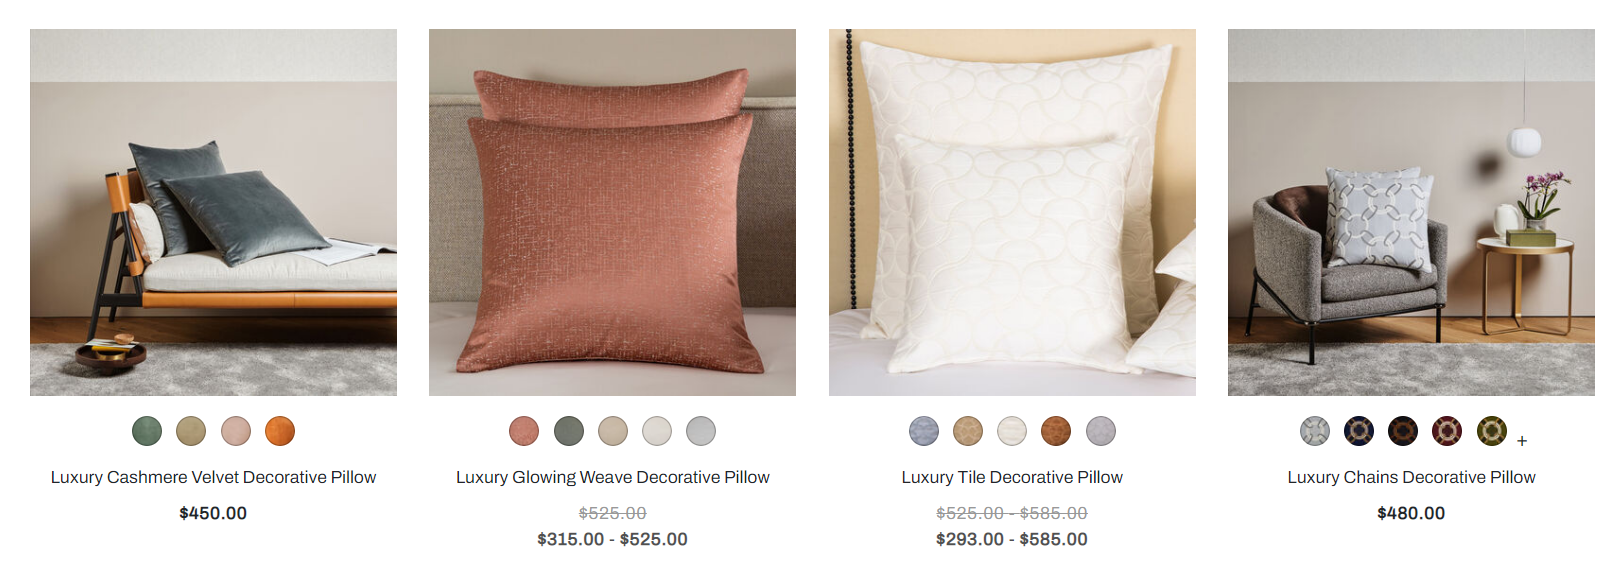 Luxury Cashmere Velvet Decorative Pillow
$450.00
Luxury Glowing Weave Decorative Pillow
$525.00
$315.00 - $525.00
Luxury Tile Decorative Pillow
$525.00 - $585.00
$293.00 - $585.00
+
Luxury Chains Decorative Pillow
$480.00